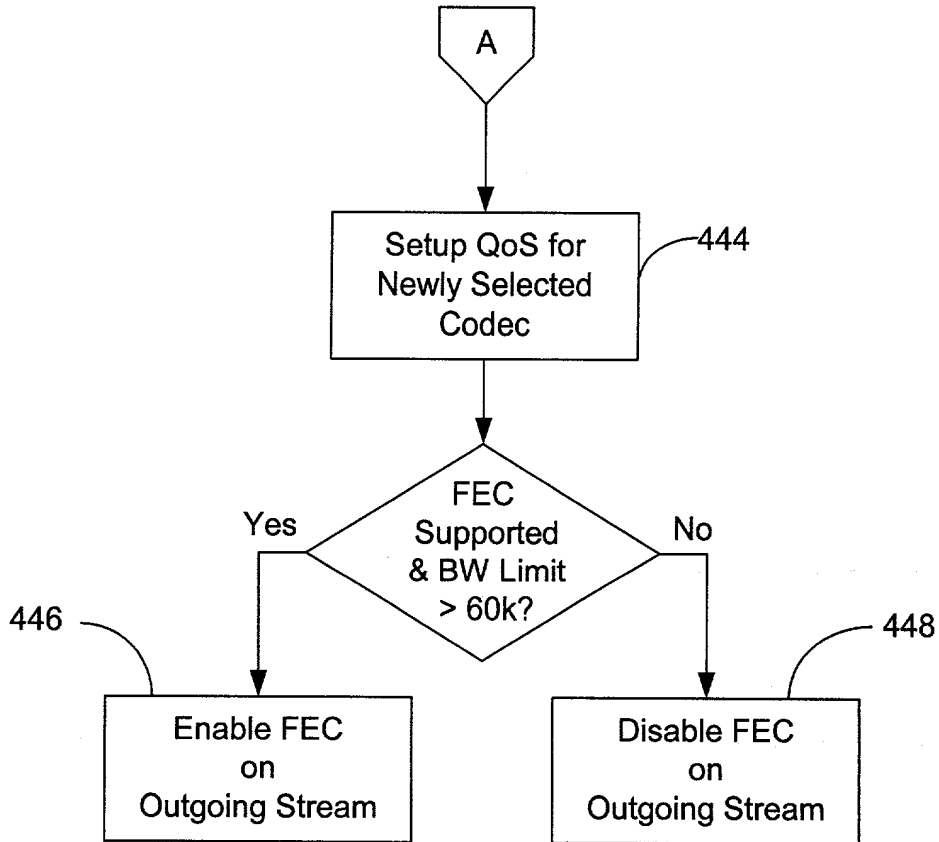 A
Setup QoS for
Newly Selected
Codec
444
FEC
Supported
& BW Limit
> 60k?
Yes
No
446
448
Enable FEC
on
Outgoing Stream
Disable FEC
on
Outgoing Stream